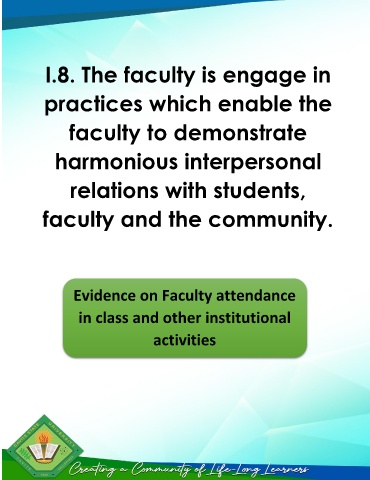 I.8. The faculty is engage in
practices which enable the
faculty to demonstrate
harmonious interpersonal
relations with students,
faculty and the community.
Evidence on Faculty attendance
in class and other institutional
activities
Creating a Community of Life-Long Learners